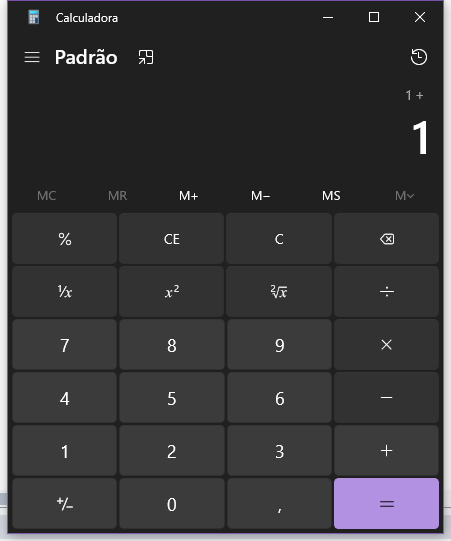 Calculadora
Padrão
1 +
1
MC MR M+ M− MS M
% CE C
¹/x x² ²√x ÷
7 8 9 ×
4 5 6 −
1 2 3 +
+/− 0 , =